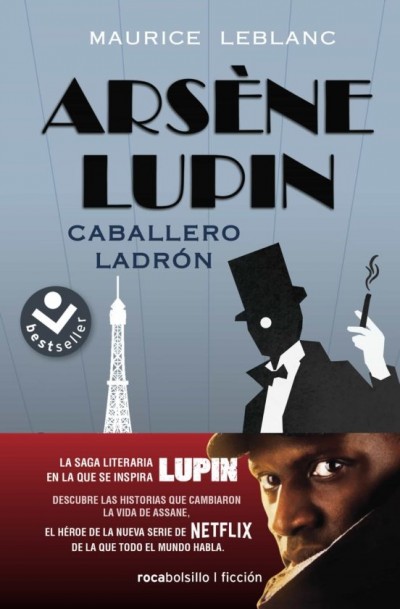 MAURICE LEBLANC
ARSÈNE
LUPIN
CABALLERO
LADRÓN
bestseller
LA SAGA LITERARIA
EN LA QUE SE INSPIRA LUPIN
DESCUBRE LAS HISTORIAS QUE CAMBIARON
LA VIDA DE ASSANE,
EL HÉROE DE LA NUEVA SERIE DE NETFLIX
DE LA QUE TODO EL MUNDO HABLA.
rocabolsillo | ficción